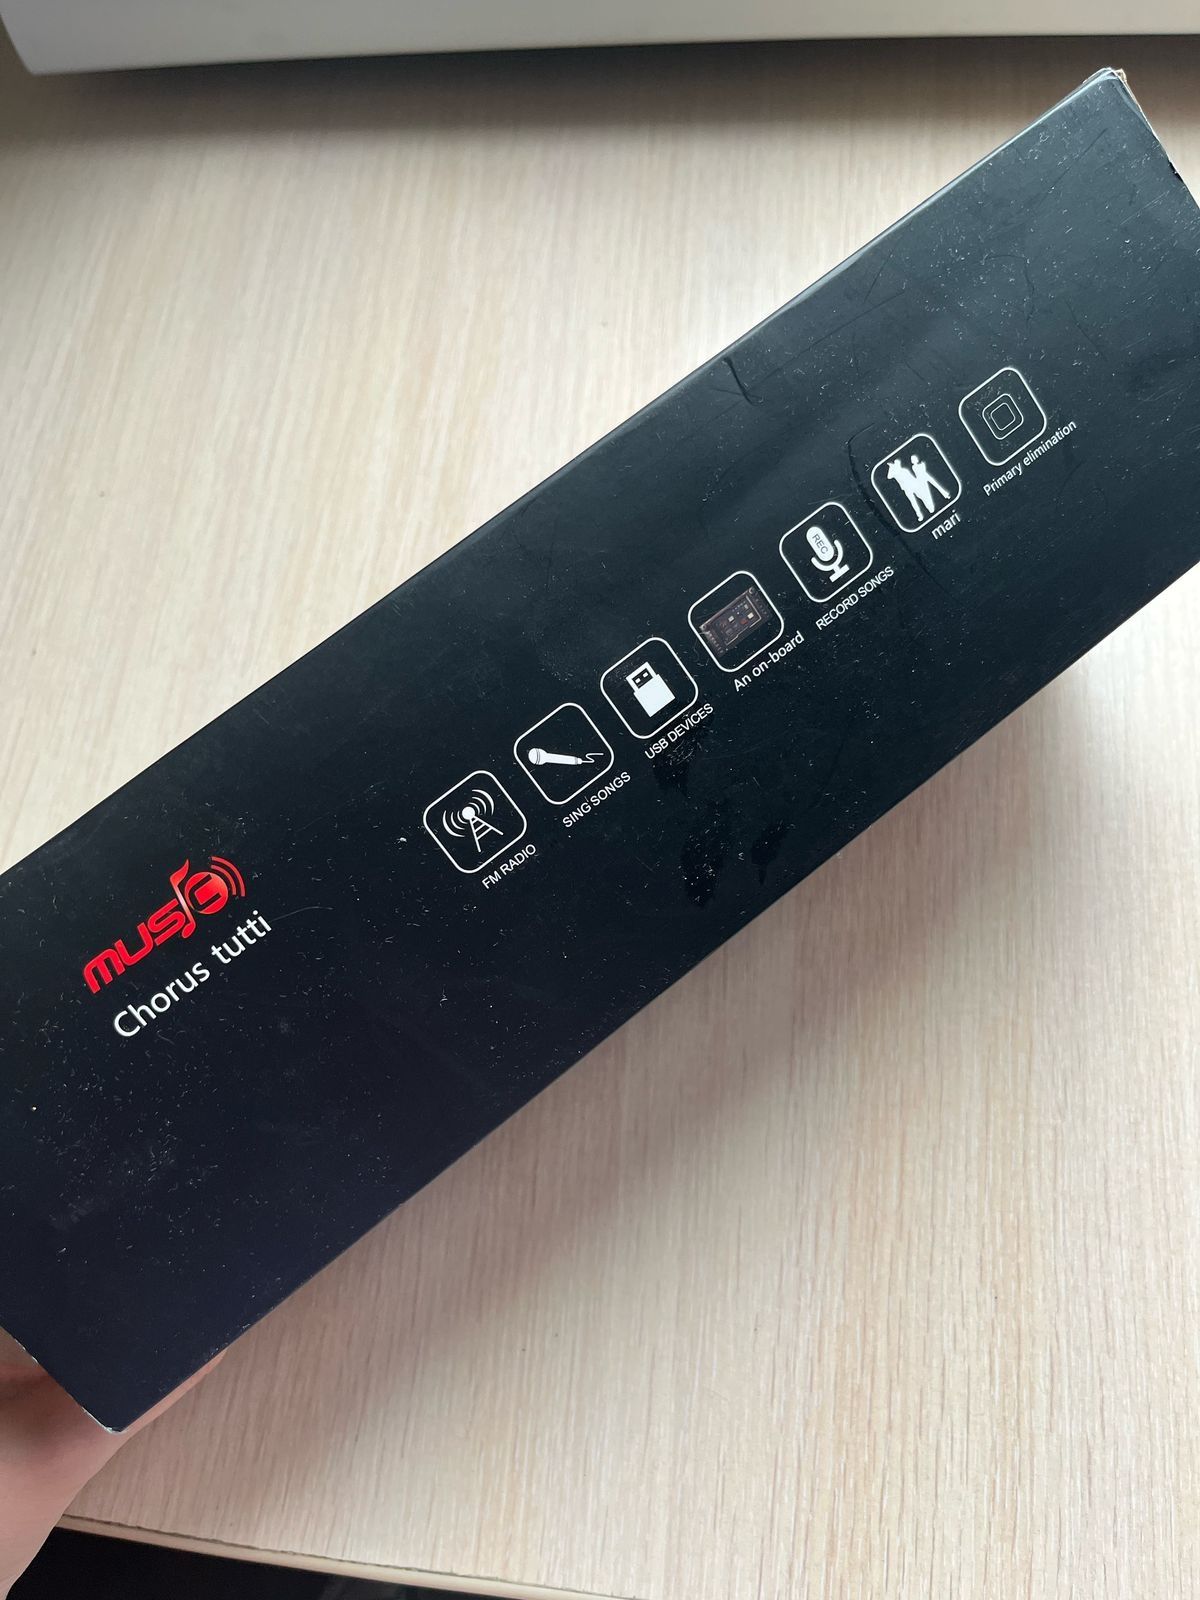 music
Chorus tutti
FM RADIO
SING SONGS
USB DEVICES
An on-board
REC
RECORD SONGS
mari
Primary elimination